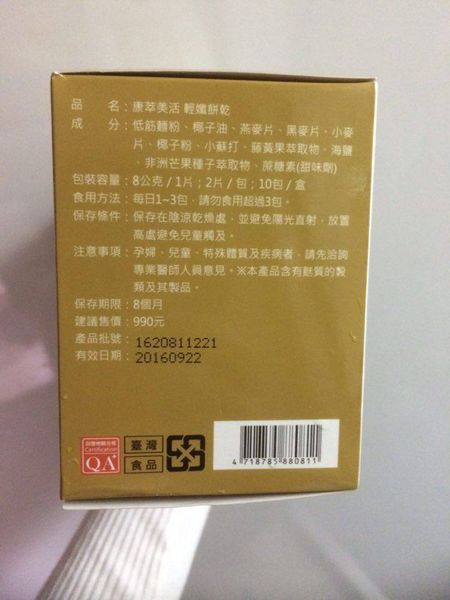 品名:康萃美活 輕孅餅乾
成分:低筋麵粉、椰子油、燕麥片、黑麥片、小麥
片、椰子粉、小蘇打、藤黃果萃取物、海鹽
、非洲芒果種子萃取物、蔗糖素(甜味劑)
包裝容量:8公克/1片;2片/包;10包/盒
食用方法:每日1~3包,請勿食用超過3包。
保存條件:保存在陰涼乾燥處,並避免陽光直射,放置
高處避免兒童觸及。
注意事項:孕婦、兒童、特殊體質及疾病者,請先洽詢
專業醫師人員意見。※本產品含有麩質的穀
類及其製品。
保存期限:8個月
建議售價:990元
產品批號:1620811221
有效日期:20160922
Certification
QA+
臺灣
食品
4 718785 880811